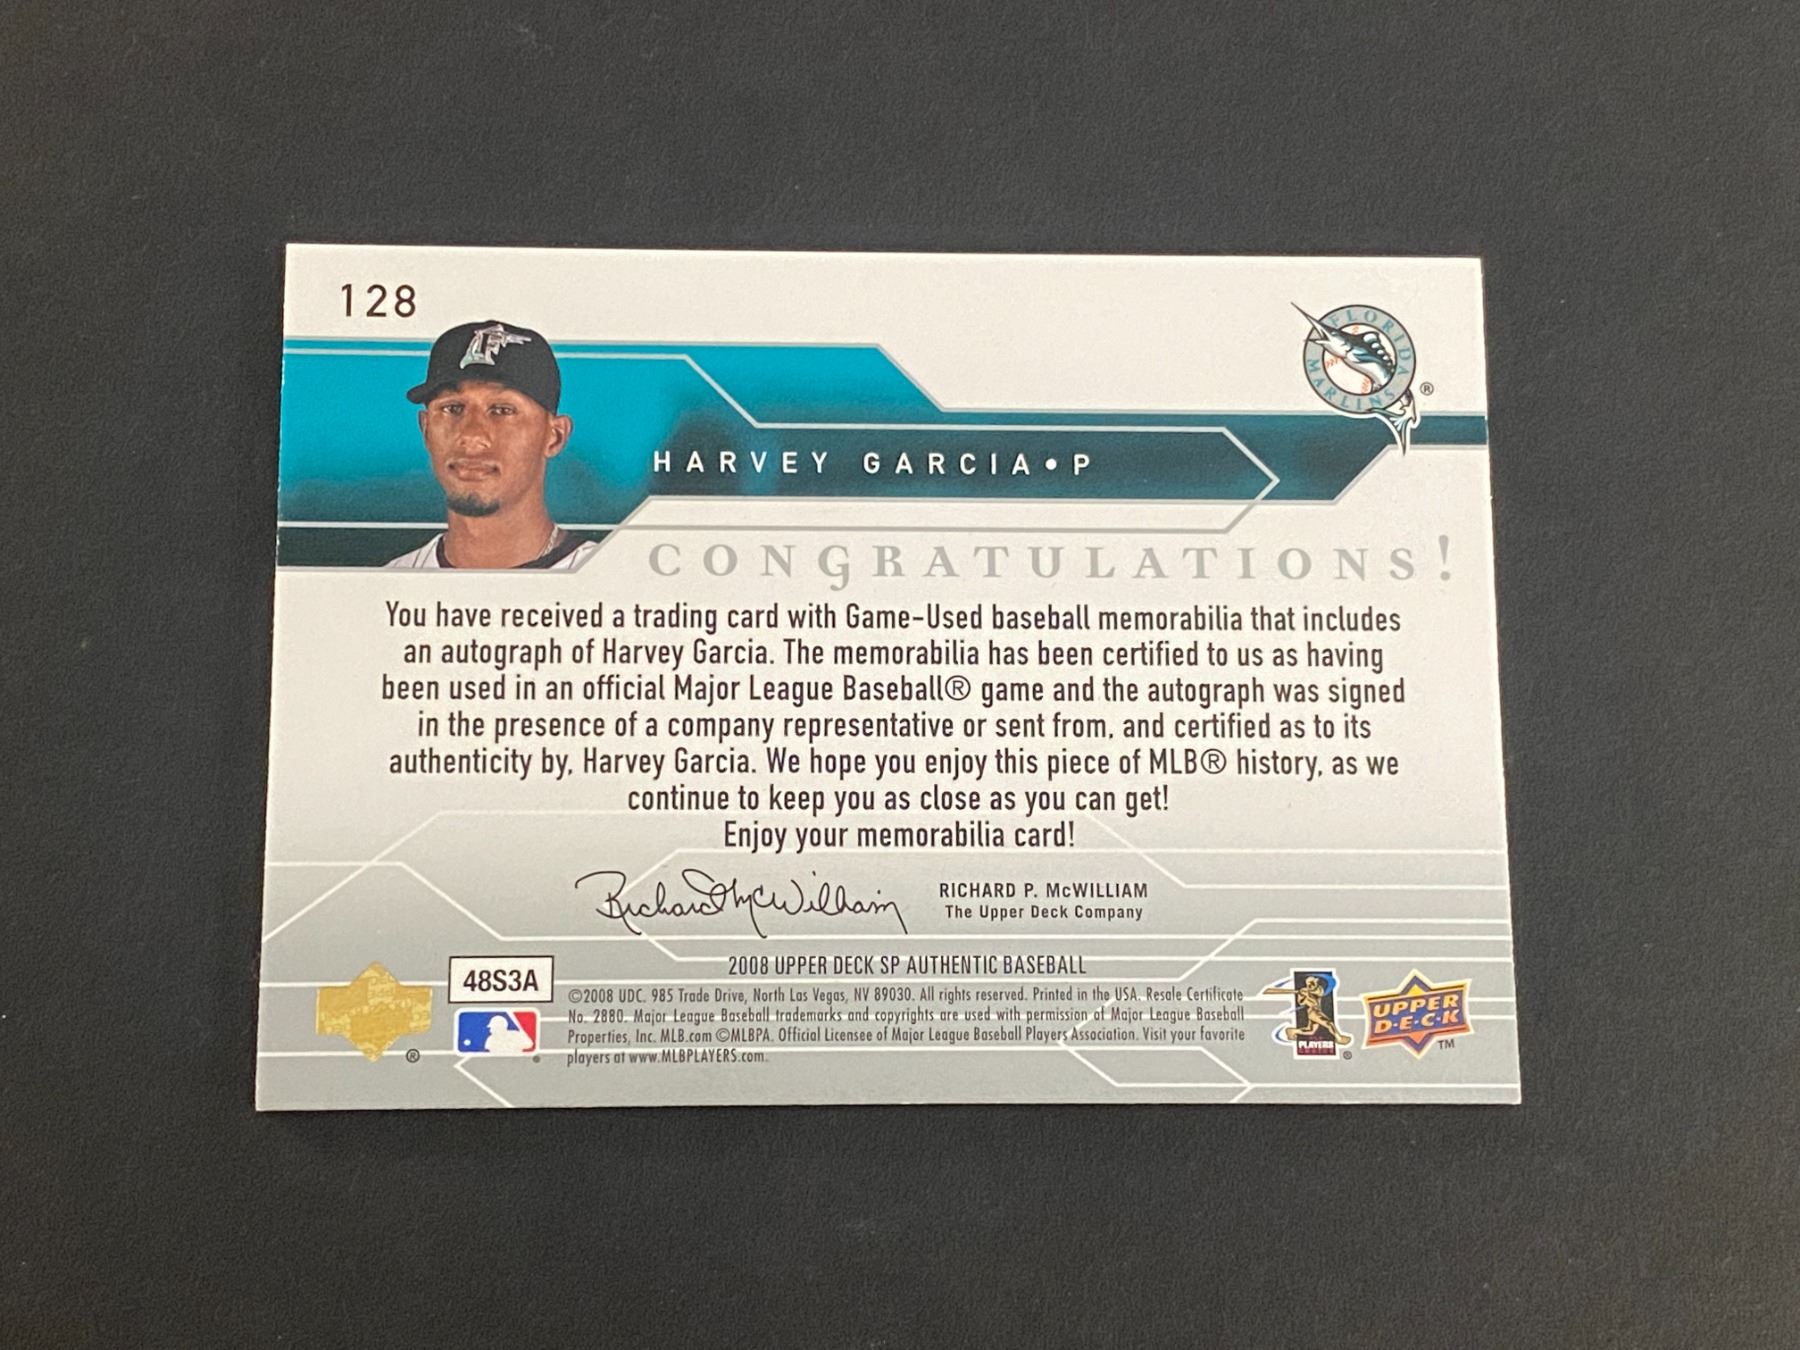 128
FLORIDA
MARLINS
®
F
HARVEY GARCIA • P
CONGRATULATIONS!
You have received a trading card with Game-Used baseball memorabilia that includes
an autograph of Harvey Garcia. The memorabilia has been certified to us as having
been used in an official Major League Baseball® game and the autograph was signed
in the presence of a company representative or sent from, and certified as to its
authenticity by, Harvey Garcia. We hope you enjoy this piece of MLB® history, as we
continue to keep you as close as you can get!
Enjoy your memorabilia card!
Richard McWilliam
RICHARD P. McWILLIAM
The Upper Deck Company
2008 UPPER DECK SP AUTHENTIC BASEBALL
48S3A
©2008 UDC. 985 Trade Drive, North Las Vegas, NV 89030. All rights reserved. Printed in the USA. Resale Certificate
No. 2880. Major League Baseball trademarks and copyrights are used with permission of Major League Baseball
Properties, Inc. MLB.com ©MLBPA. Official Licensee of Major League Baseball Players Association. Visit your favorite
players at www.MLBPLAYERS.com.
®
®
PLAYERS
®
UPPER
D•E•C•K
TM